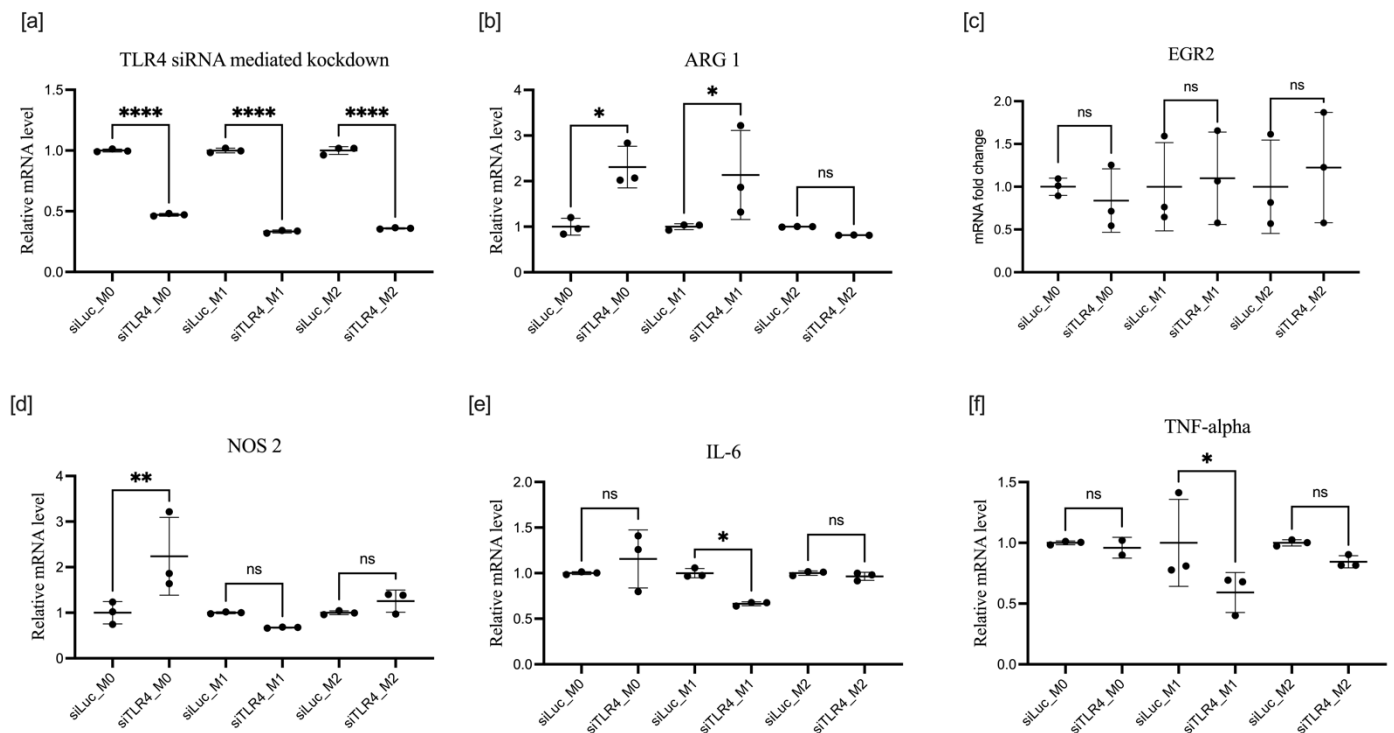 [a]
TLR4 siRNA mediated kockdown
Relative mRNA level
1.5
1.0
0.5
0.0
**** **** ****
siLuc_M0 siTLR4_M0 siLuc_M1 siTLR4_M1 siLuc_M2 siTLR4_M2
[b]
ARG 1
Relative mRNA level
4
3
2
1
0
* * ns
siLuc_M0 siTLR4_M0 siLuc_M1 siTLR4_M1 siLuc_M2 siTLR4_M2
[c]
EGR2
mRNA fold change
2.0
1.5
1.0
0.5
0.0
ns ns ns
siLuc_M0 siTLR4_M0 siLuc_M1 siTLR4_M1 siLuc_M2 siTLR4_M2
[d]
NOS 2
Relative mRNA level
4
3
2
1
0
** ns ns
siLuc_M0 siTLR4_M0 siLuc_M1 siTLR4_M1 siLuc_M2 siTLR4_M2
[e]
IL-6
Relative mRNA level
2.0
1.5
1.0
0.5
0.0
ns * ns
siLuc_M0 siTLR4_M0 siLuc_M1 siTLR4_M1 siLuc_M2 siTLR4_M2
[f]
TNF-alpha
Relative mRNA level
1.5
1.0
0.5
0.0
ns * ns
siLuc_M0 siTLR4_M0 siLuc_M1 siTLR4_M1 siLuc_M2 siTLR4_M2